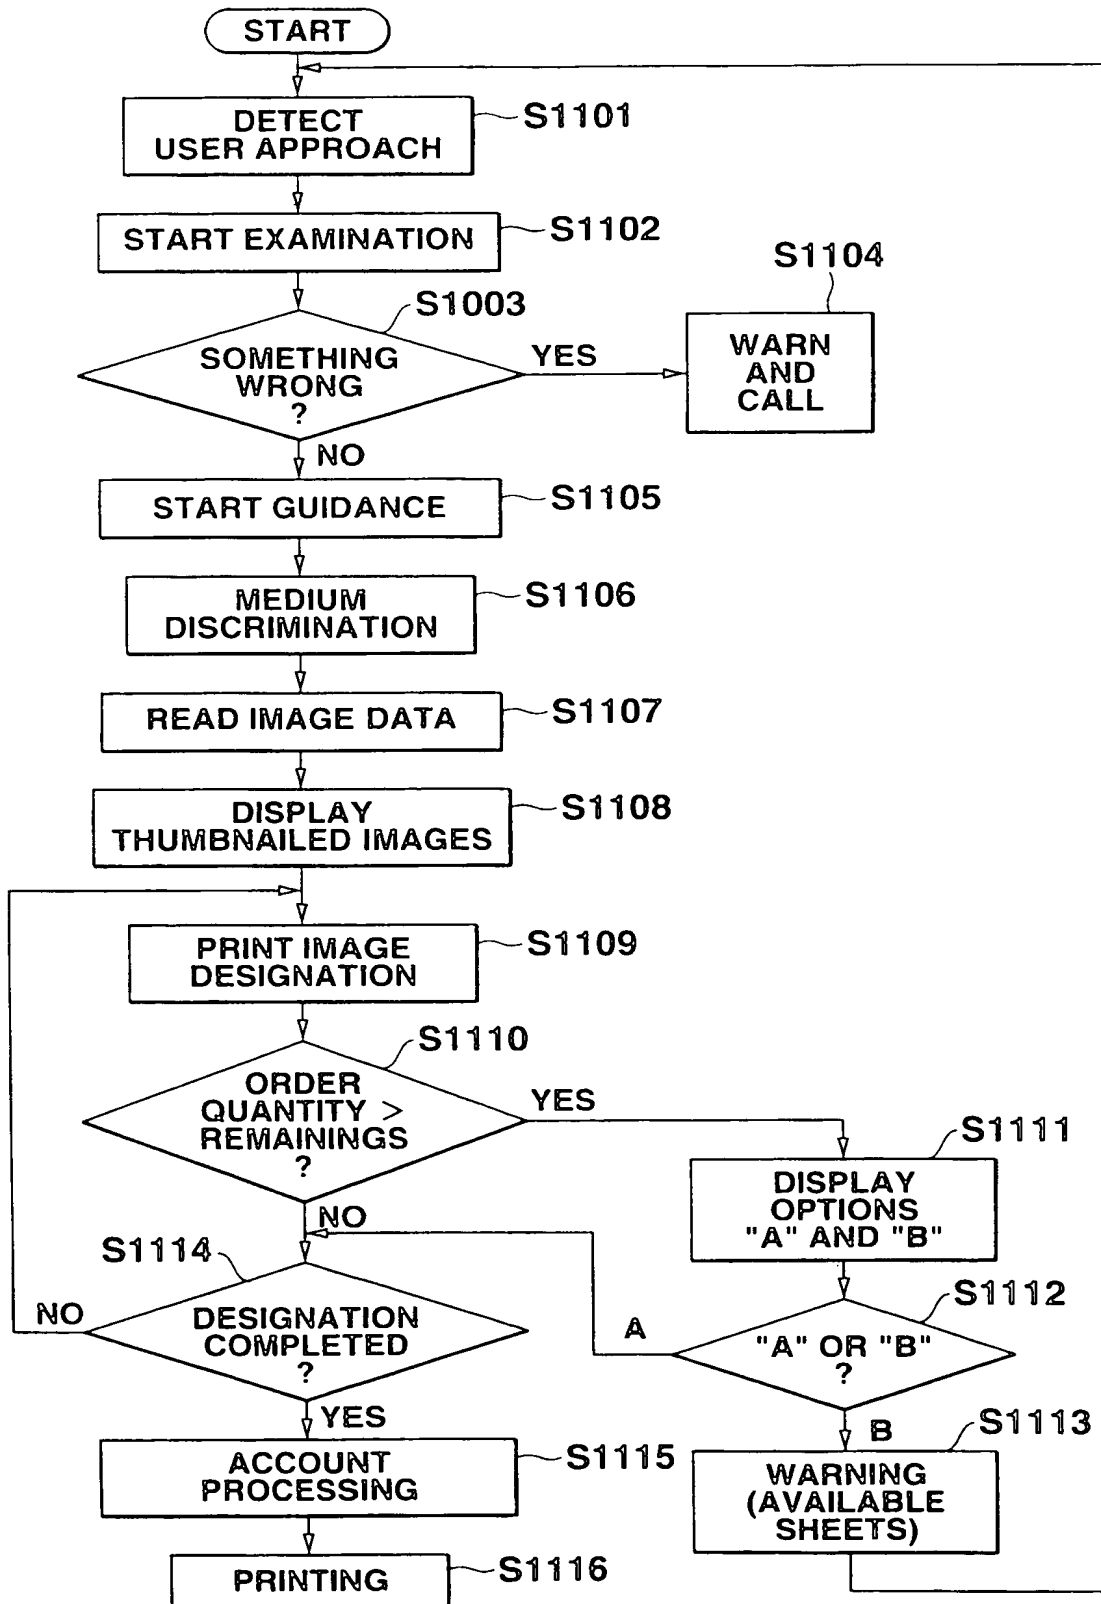 START
DETECT
USER APPROACH
S1101
START EXAMINATION
S1102
S1003
SOMETHING
WRONG
?
YES
S1104
WARN
AND
CALL
NO
START GUIDANCE
S1105
MEDIUM
DISCRIMINATION
S1106
READ IMAGE DATA
S1107
DISPLAY
THUMBNAILED IMAGES
S1108
PRINT IMAGE
DESIGNATION
S1109
S1110
ORDER
QUANTITY >
REMAININGS
?
YES
S1111
DISPLAY
OPTIONS
"A" AND "B"
NO
S1114
DESIGNATION
COMPLETED
?
NO
S1112
"A" OR "B"
?
A
B
YES
S1113
WARNING
(AVAILABLE
SHEETS)
ACCOUNT
PROCESSING
S1115
PRINTING
S1116